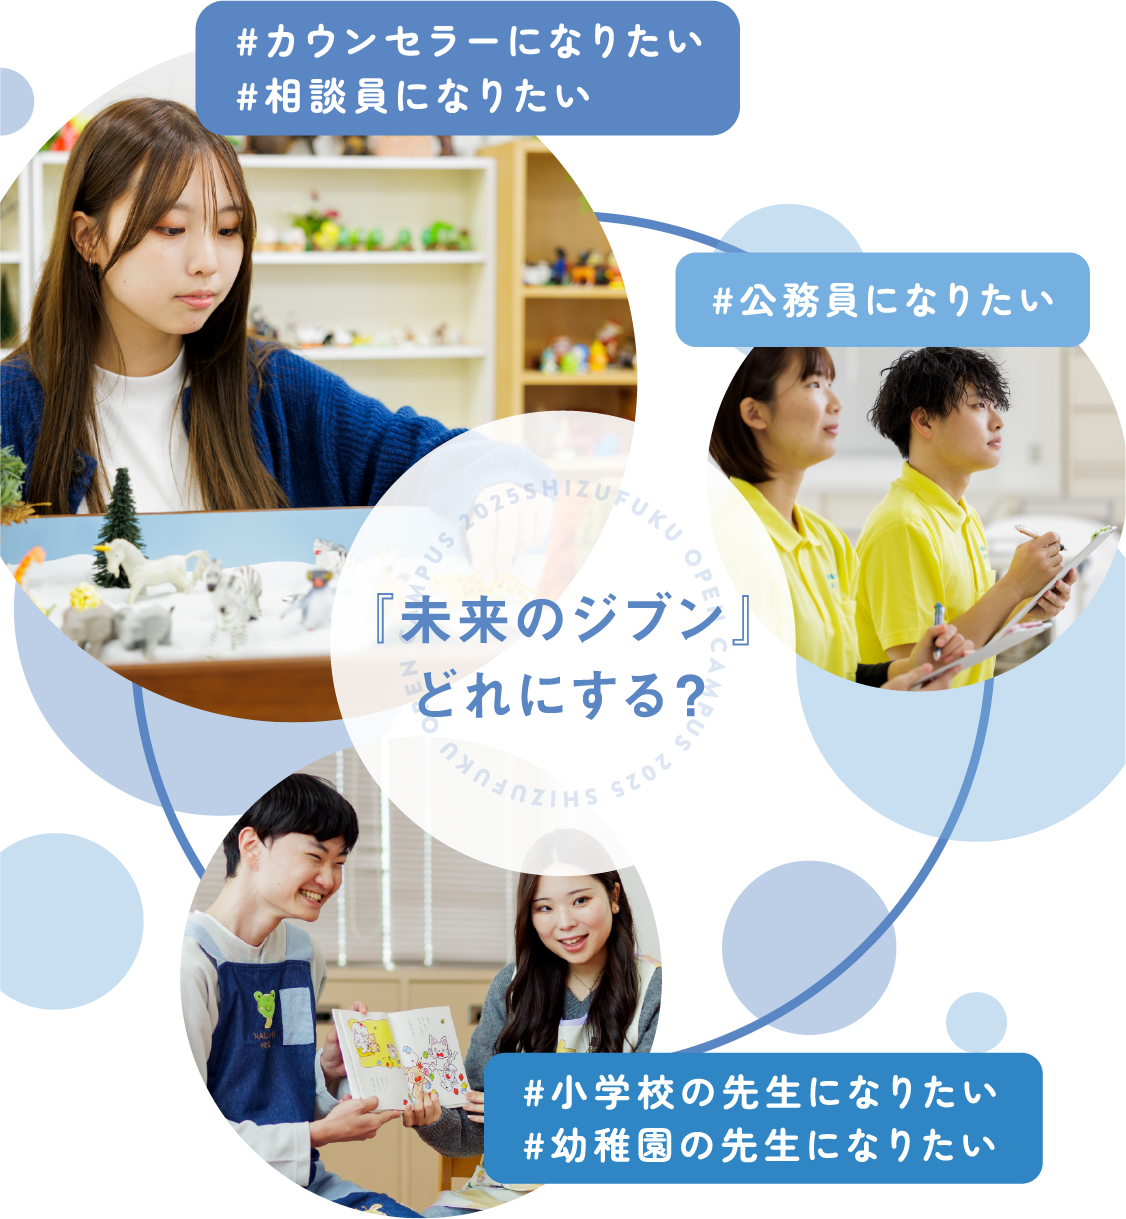 #カウンセラーになりたい
#相談員になりたい
#公務員になりたい
SHIZUFUKU OPEN CAMPUS 2025 SHIZUFUKU OPEN CAMPUS 2025
『未来のジブン』
どれにする?
#小学校の先生になりたい
#幼稚園の先生になりたい